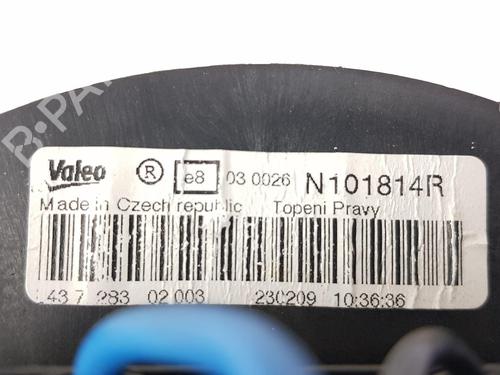 B-PARTS
Valeo ® e8 03 0026 N101814R
Made in Czech republic Topeni Pravy
43 7 283 02 003 230209 10:36:36